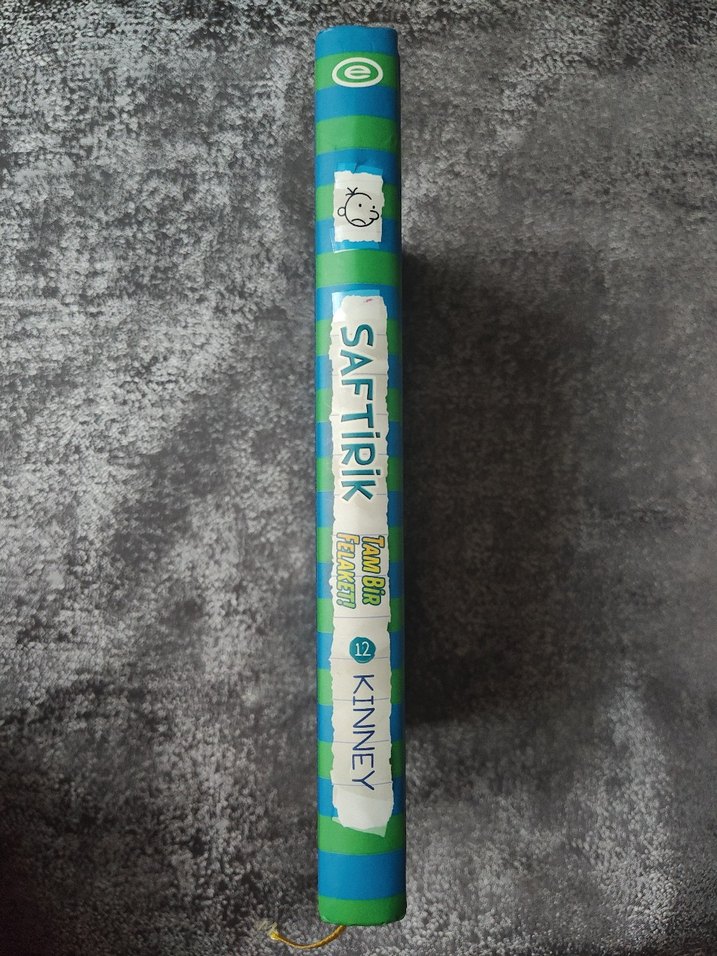 e
SAFTİRİK
TAM BİR
FELAKET!
12
KINNEY